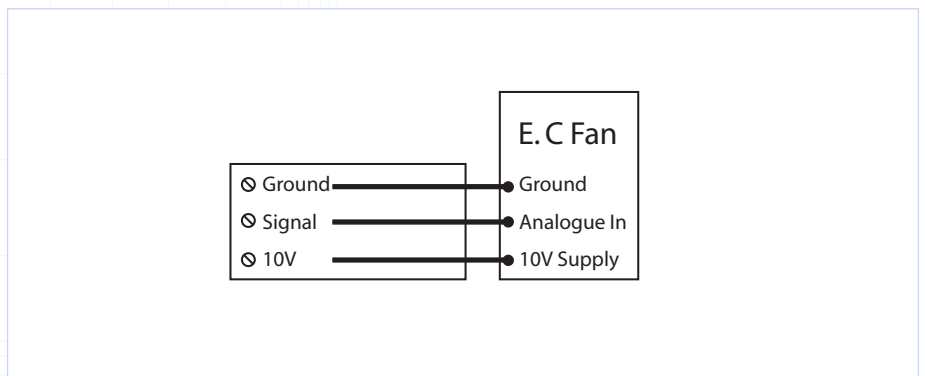 E. C Fan
Ground
Signal
10V
Ground
Analogue In
10V Supply